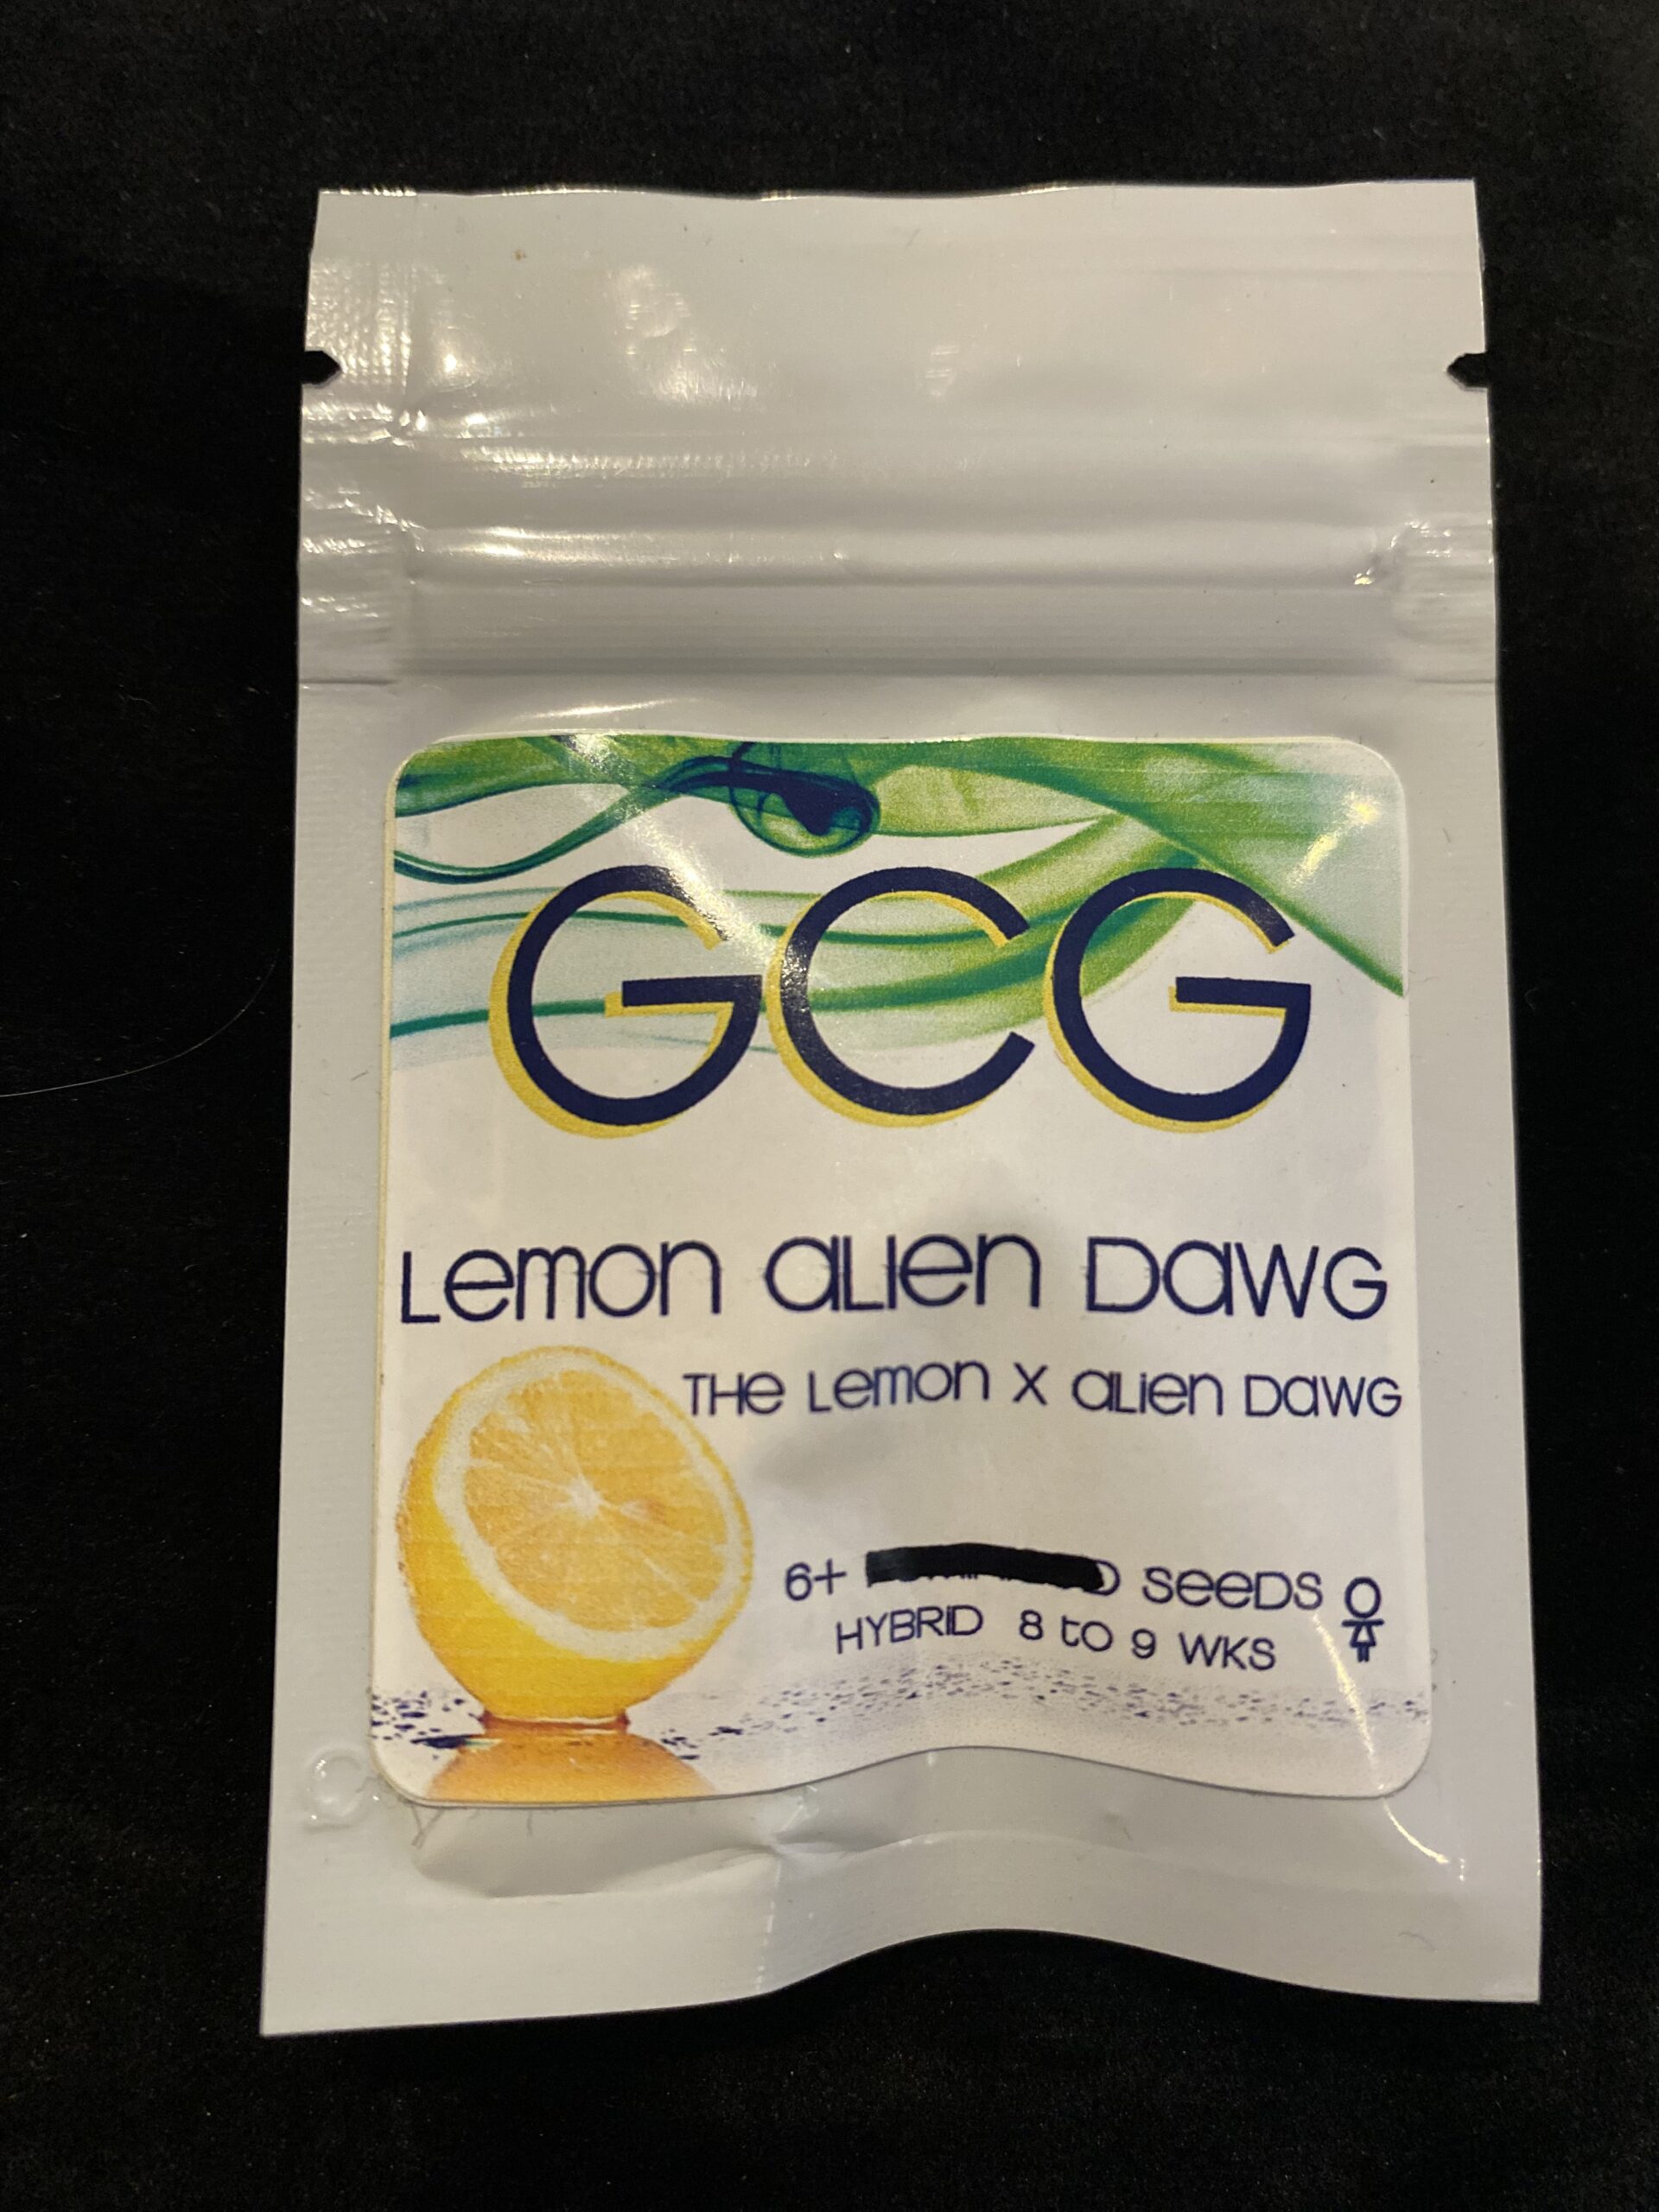 GCG
Lemon aLien DaWG
THe Lemon X aLien DaWG
6+ SeeDS
HYBRID 8 to 9 WKS